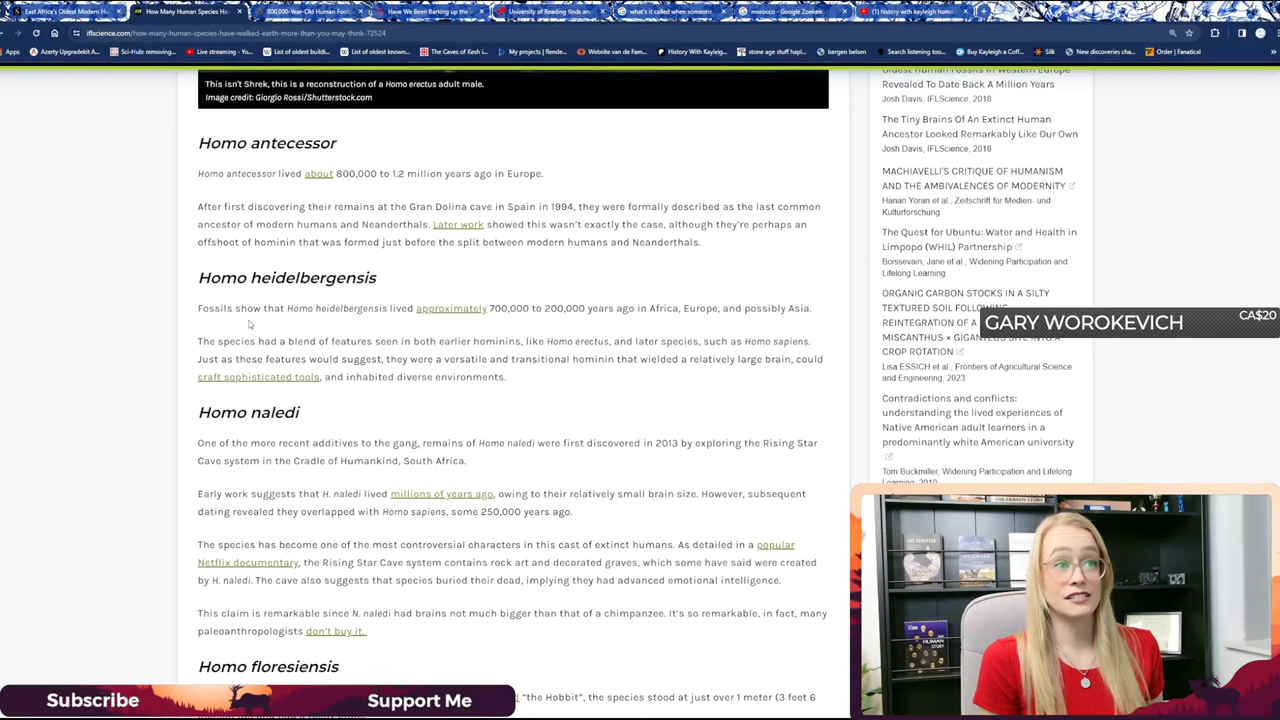 East Africa's Oldest Modern H
How Many Human Species Ha
800,000-Year-Old Human Foo
Have We Been Barking up the
University of Reading finds an
what's it called when someon
morocco - Google Zoeken
(1) history with kayleigh hom
iflscience.com/how-many-human-species-have-walked-earth-more-than-you-may-think-72524
Apps
Azerty Upgradekit A
Sci-Hub: removing
Live streaming - Yo
List of oldest buildin
List of oldest known
The Caves of Kesh i
My projects | Rende
Website van de Fam
History With Kayleig
stone age stuff hapl
bergen belsen
Search listing too
Buy Kayleigh a Coff
Silk
New discoveries cha
Order | Fanatical
This isn't Shrek, this is a reconstruction of a Homo erectus adult male.
Image credit: Giorgio Rossi/Shutterstock.com
Homo antecessor
Homo antecessor lived about 800,000 to 1.2 million years ago in Europe.
After first discovering their remains at the Gran Dolina cave in Spain in 1994, they were formally described as the last common
ancestor of modern humans and Neanderthals. Later work showed this wasn't exactly the case, although they're perhaps an
offshoot of hominin that was formed just before the split between modern humans and Neanderthals.
Homo heidelbergensis
Fossils show that Homo heidelbergensis lived approximately 700,000 to 200,000 years ago in Africa, Europe, and possibly Asia.
The species had a blend of features seen in both earlier hominins, like Homo erectus, and later species, such as Homo sapiens.
Just as these features would suggest, they were a versatile and transitional hominin that wielded a relatively large brain, could
craft sophisticated tools, and inhabited diverse environments.
Homo naledi
One of the more recent additives to the gang, remains of Homo naledi were first discovered in 2013 by exploring the Rising Star
Cave system in the Cradle of Humankind, South Africa.
Early work suggests that H. naledi lived millions of years ago, owing to their relatively small brain size. However, subsequent
dating revealed they overlapped with Homo sapiens, some 250,000 years ago.
The species has become one of the most controversial characters in this cast of extinct humans. As detailed in a popular
Netflix documentary, the Rising Star Cave system contains rock art and decorated graves, which some have said were created
by H. naledi. The cave also suggests that species buried their dead, implying they had advanced emotional intelligence.
This claim is remarkable since N. naledi had brains not much bigger than that of a chimpanzee. It's so remarkable, in fact, many
paleoanthropologists don't buy it.
Homo floresiensis
"the Hobbit", the species stood at just over 1 meter (3 feet 6
Oldest Human Fossils In Western Europe
Revealed To Date Back A Million Years
Josh Davis, IFLScience, 2018
The Tiny Brains Of An Extinct Human
Ancestor Looked Remarkably Like Our Own
Josh Davis, IFLScience, 2018
MACHIAVELLI'S CRITIQUE OF HUMANISM
AND THE AMBIVALENCES OF MODERNITY
Hanan Yoran et al., Zeitschrift für Medien- und
Kulturforschung
The Quest for Ubuntu: Water and Health in
Limpopo (WHIL) Partnership
Boissevain, Jane et al., Widening Participation and
Lifelong Learning
ORGANIC CARBON STOCKS IN A SILTY
TEXTURED SOIL FOLLOWING
REINTEGRATION OF A
MISCANTHUS × GIGANTEUS SITE INTO A
CROP ROTATION
Lisa ESSICH et al., Frontiers of Agricultural Science
and Engineering, 2023
Contradictions and conflicts:
understanding the lived experiences of
Native American adult learners in a
predominantly white American university
Tom Buckmiller, Widening Participation and Lifelong
Learning, 2010
GARY WOROKEVICH
CA$20
Subscribe
Support Me
THE HUMAN STORY